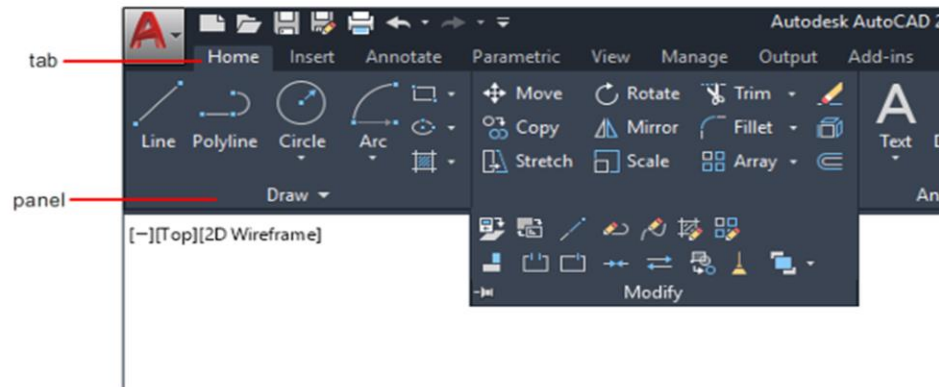 Autodesk AutoCAD 2
tab
Home Insert Annotate Parametric View Manage Output Add-ins
Move Rotate Trim
Line Polyline Circle Arc Copy Mirror Fillet Text
Stretch Scale Array
panel
Draw
[−][Top][2D Wireframe]
Modify